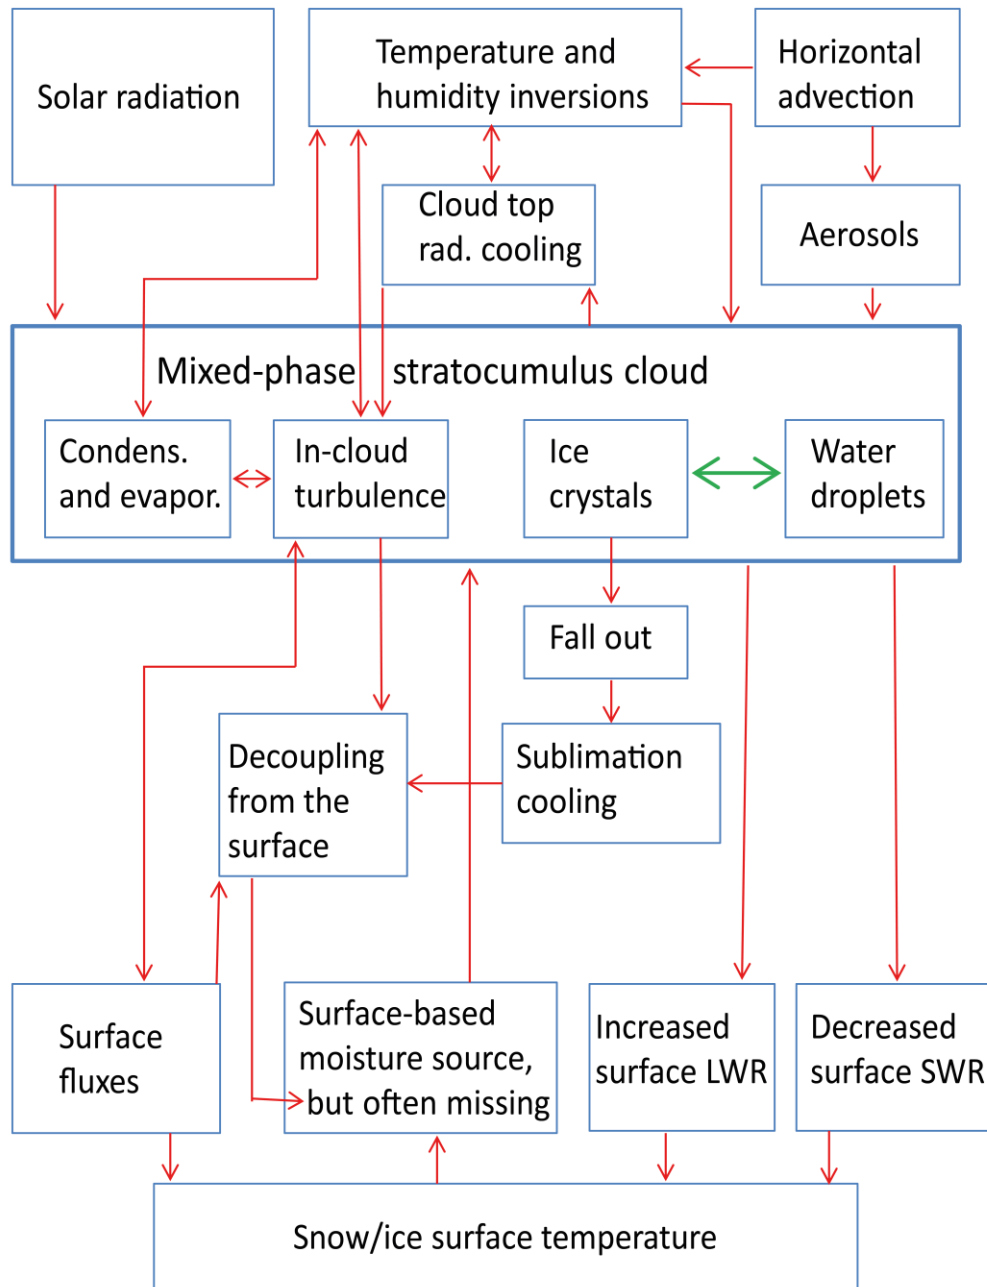 Solar radiation
Temperature and
humidity inversions
Horizontal
advection
Cloud top
rad. cooling
Aerosols
Mixed-phase stratocumulus cloud
Condens.
and evapor.
In-cloud
turbulence
Ice
crystals
Water
droplets
Fall out
Decoupling
from the
surface
Sublimation
cooling
Surface
fluxes
Surface-based
moisture source,
but often missing
Increased
surface LWR
Decreased
surface SWR
Snow/ice surface temperature